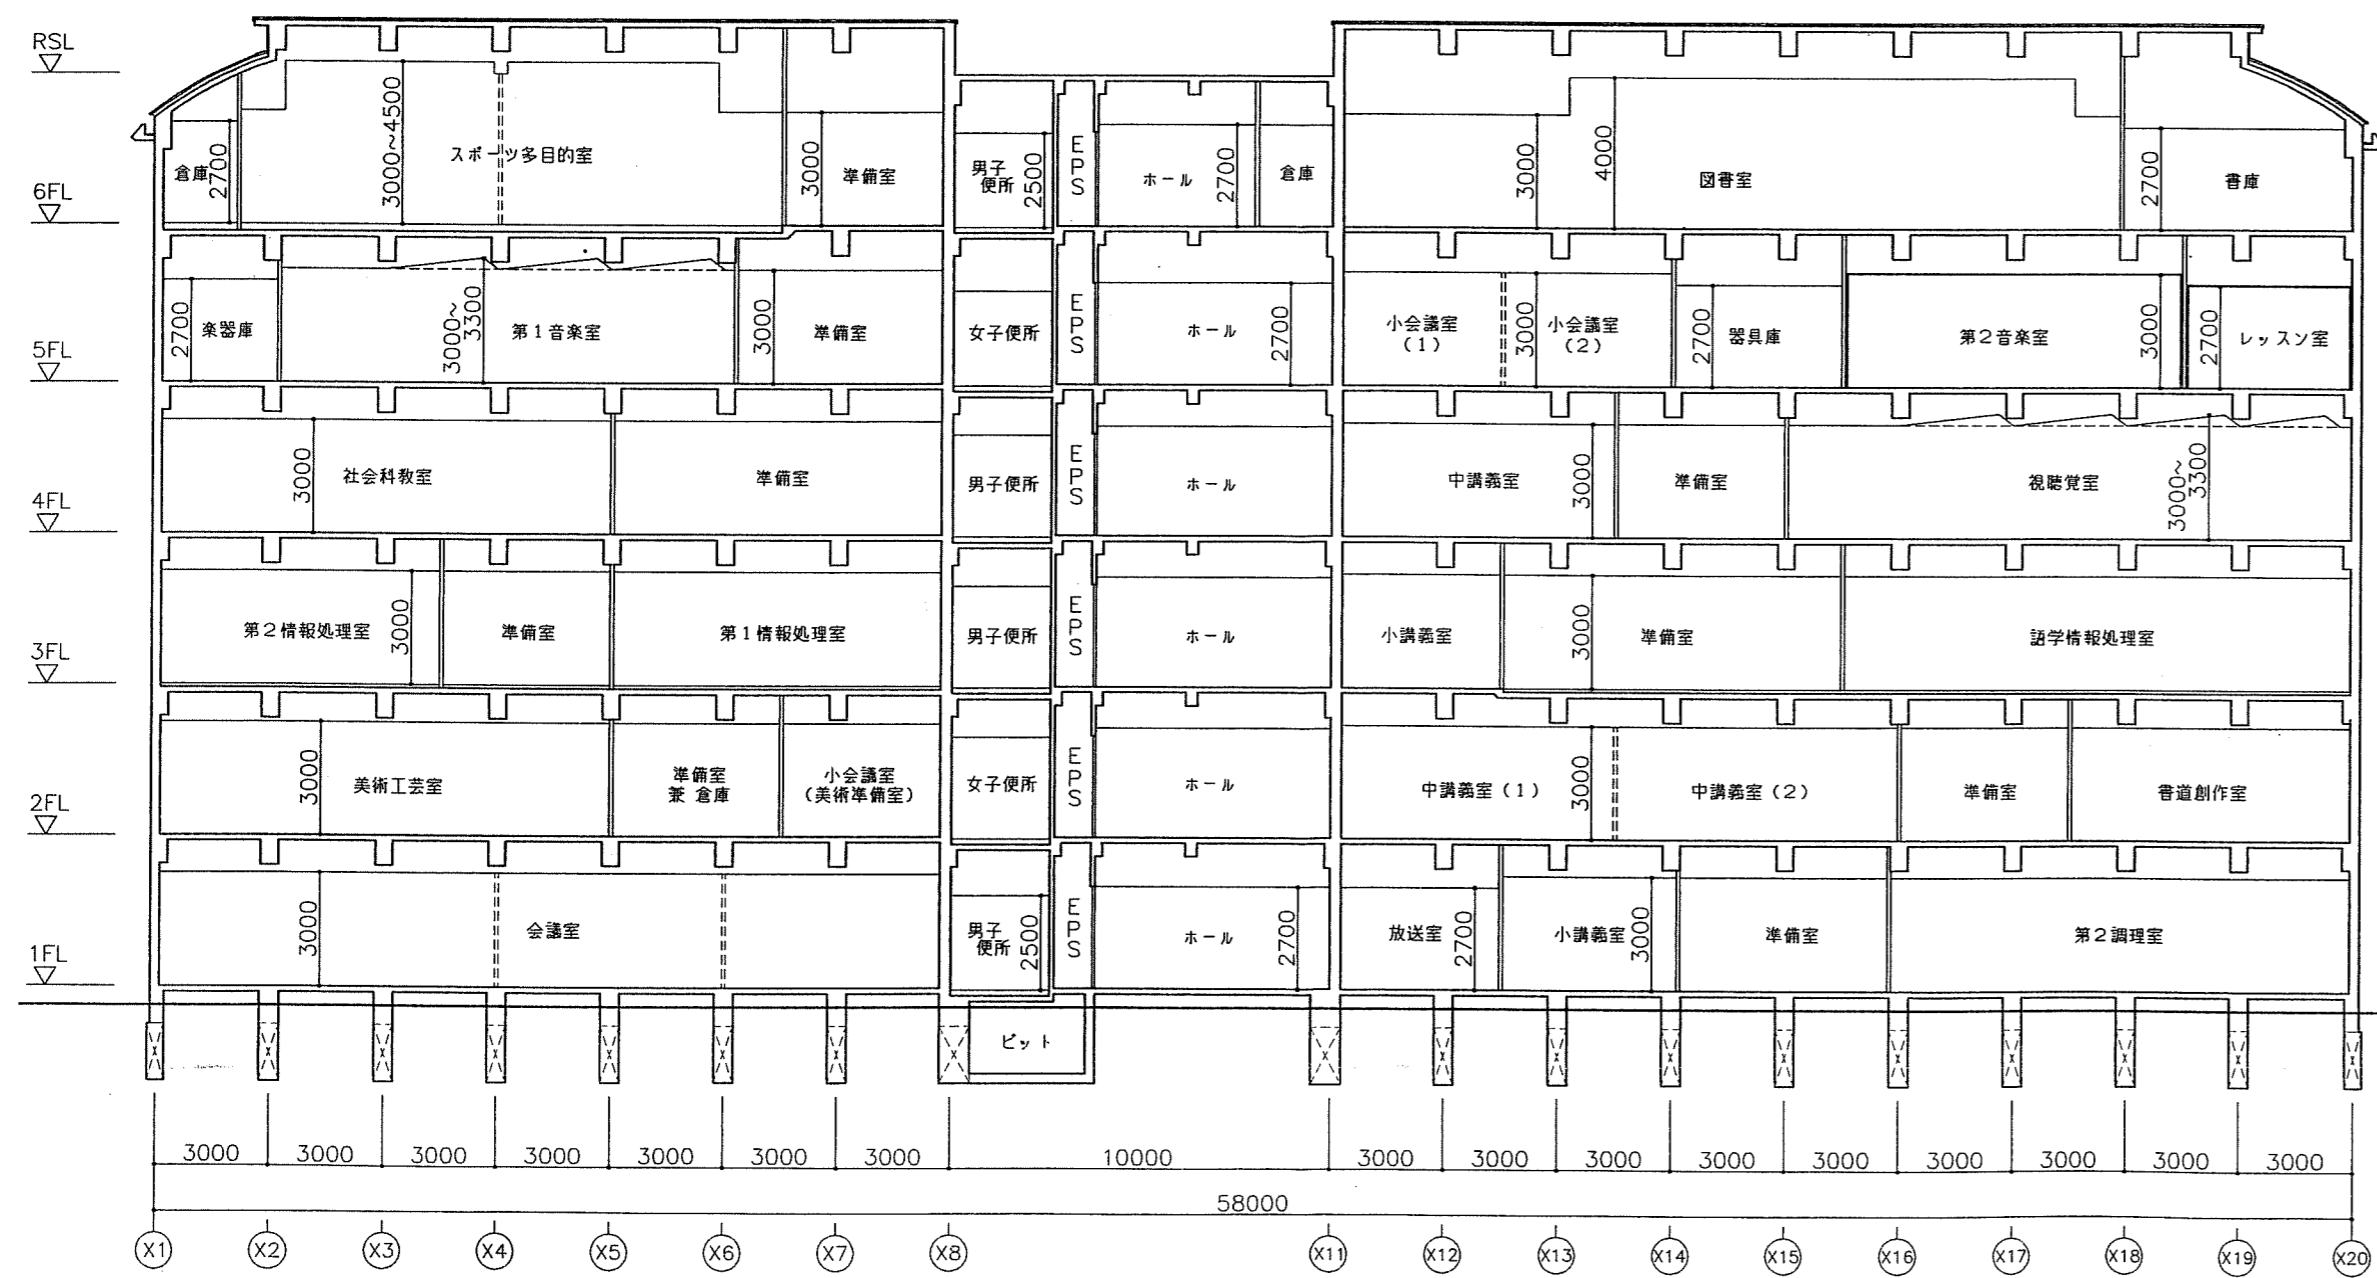 RSL
倉庫
2700
3000~4500
スポーツ多目的室
3000
準備室
男子
便所
2500
EPS
ホール
2700
倉庫
3000
4000
図書室
2700
書庫
6FL
2700
楽器庫
3000~
3300
第1音楽室
3000
準備室
女子便所
EPS
ホール
2700
小会議室
(1)
3000
小会議室
(2)
2700
器具庫
第2音楽室
3000
2700
レッスン室
5FL
3000
社会科教室
準備室
男子便所
EPS
ホール
中講義室
3000
準備室
視聴覚室
3000~
3300
4FL
第2情報処理室
3000
準備室
第1情報処理室
男子便所
EPS
ホール
小講義室
3000
準備室
語学情報処理室
3FL
3000
美術工芸室
準備室
兼 倉庫
小会議室
(美術準備室)
女子便所
EPS
ホール
中講義室(1)
3000
中講義室(2)
準備室
書道創作室
2FL
3000
会議室
男子
便所
2500
EPS
ホール
2700
放送室
2700
小講義室
3000
準備室
第2調理室
1FL
ピット
3000 3000 3000 3000 3000 3000 3000 10000 3000 3000 3000 3000 3000 3000 3000 3000 3000
58000
X1 X2 X3 X4 X5 X6 X7 X8 X11 X12 X13 X14 X15 X16 X17 X18 X19 X20